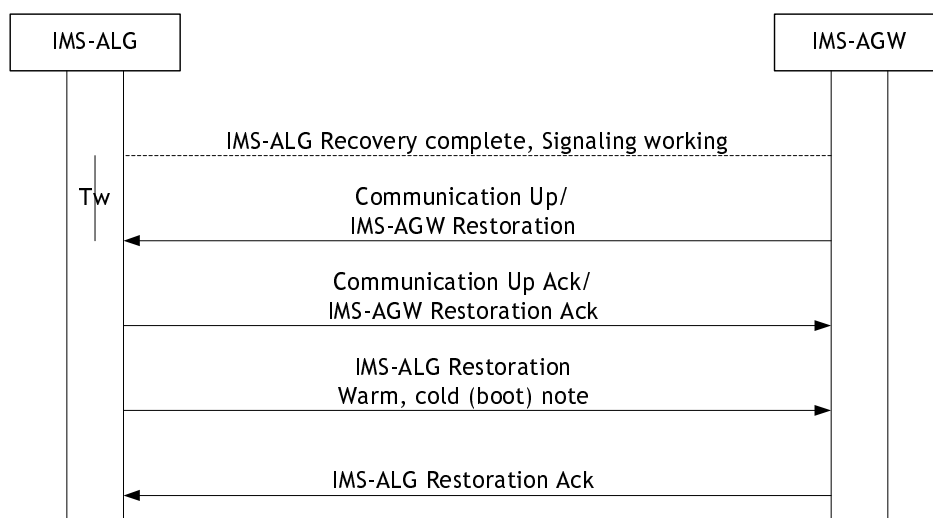 IMS-ALG
IMS-AGW
IMS-ALG Recovery complete, Signaling working
Tw
Communication Up/
IMS-AGW Restoration
Communication Up Ack/
IMS-AGW Restoration Ack
IMS-ALG Restoration
Warm, cold (boot) note
IMS-ALG Restoration Ack